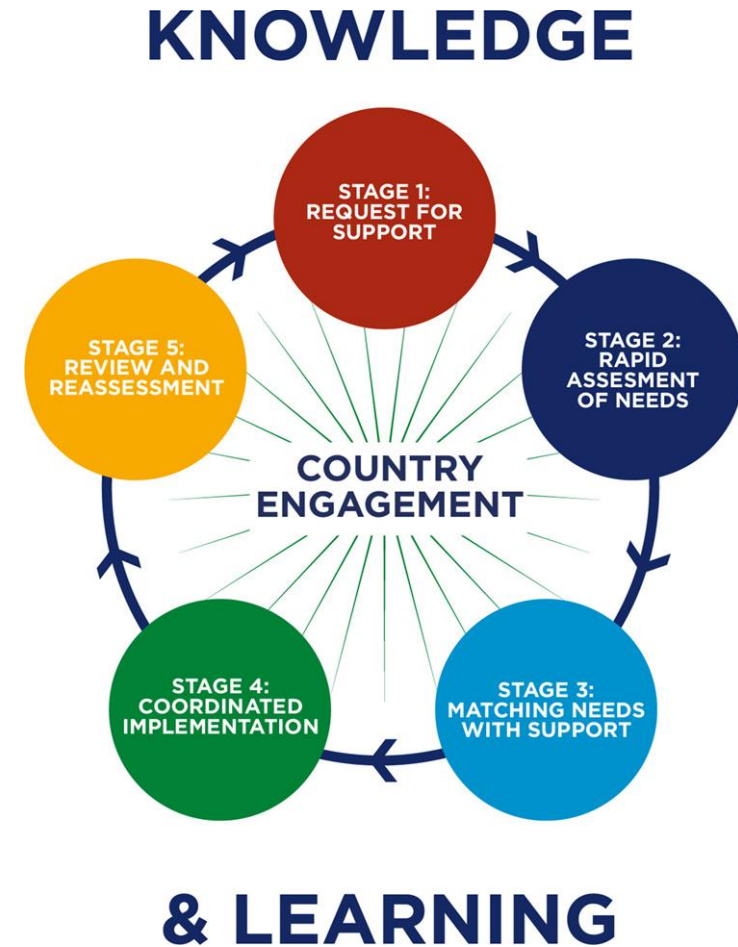 KNOWLEDGE
STAGE 1:
REQUEST FOR
SUPPORT
STAGE 2:
RAPID
ASSESMENT
OF NEEDS
STAGE 3:
MATCHING NEEDS
WITH SUPPORT
STAGE 4:
COORDINATED
IMPLEMENTATION
STAGE 5:
REVIEW AND
REASSESSMENT
COUNTRY
ENGAGEMENT
& LEARNING